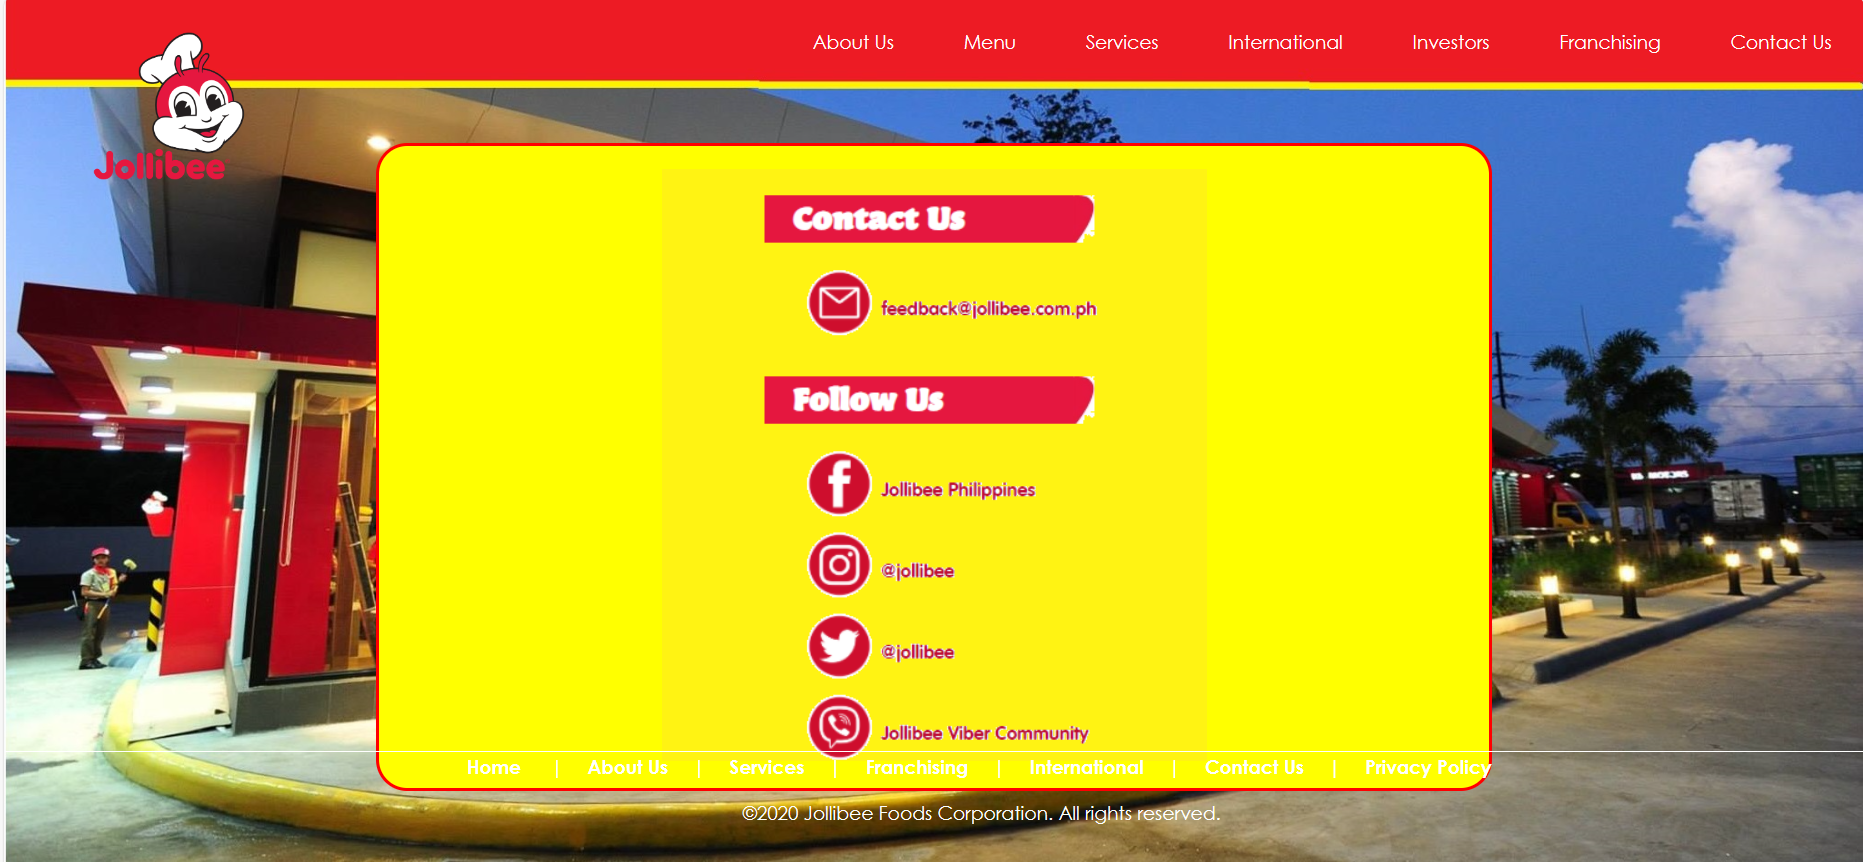 About Us Menu Services International Investors Franchising Contact Us
Jollibee
Contact Us
feedback@jollibee.com.ph
Follow Us
Jollibee Philippines
@jollibee
@jollibee
Jollibee Viber Community
Home | About Us | Services | Franchising | International | Contact Us | Privacy Policy
©2020 Jollibee Foods Corporation. All rights reserved.